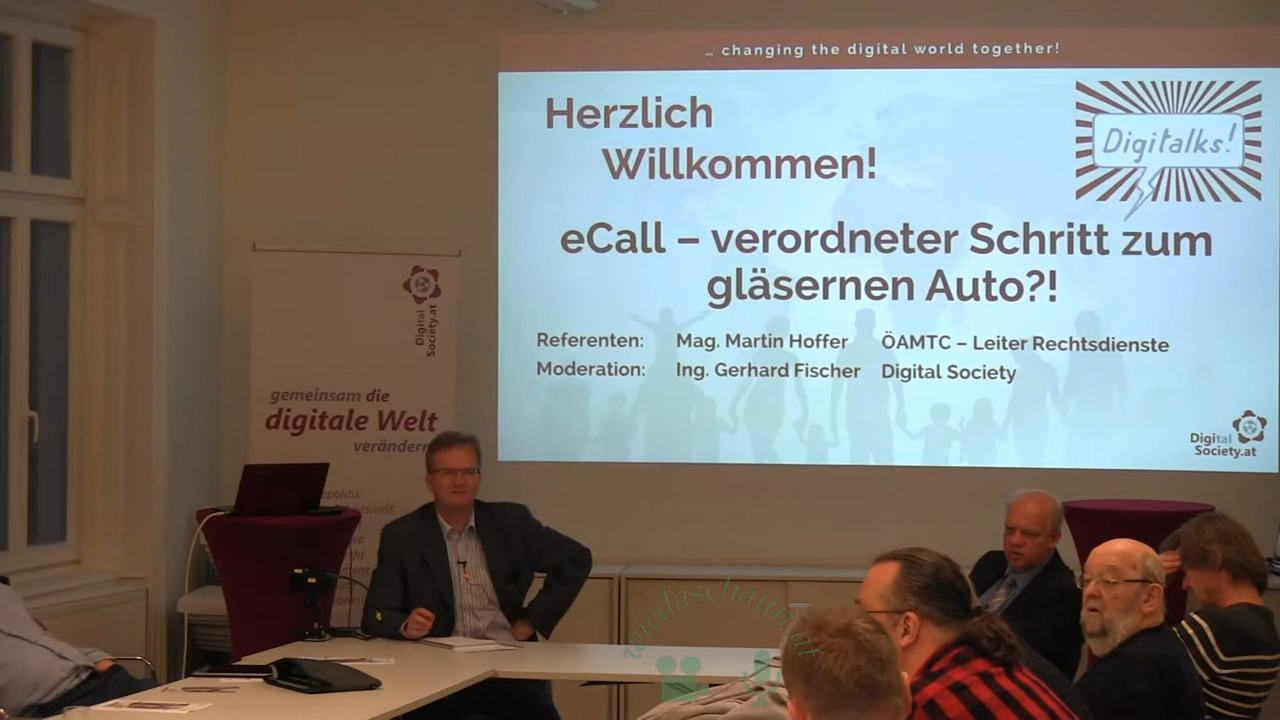 … changing the digital world together!
Herzlich
Willkommen!
Digitalks!
eCall – verordneter Schritt zum
gläsernen Auto?!
Referenten: Mag. Martin Hoffer ÖAMTC – Leiter Rechtsdienste
Moderation: Ing. Gerhard Fischer Digital Society
Digital
Society.at
Digital
Society.at
gemeinsam die
digitale Welt
verändern
wiedaschaun.at